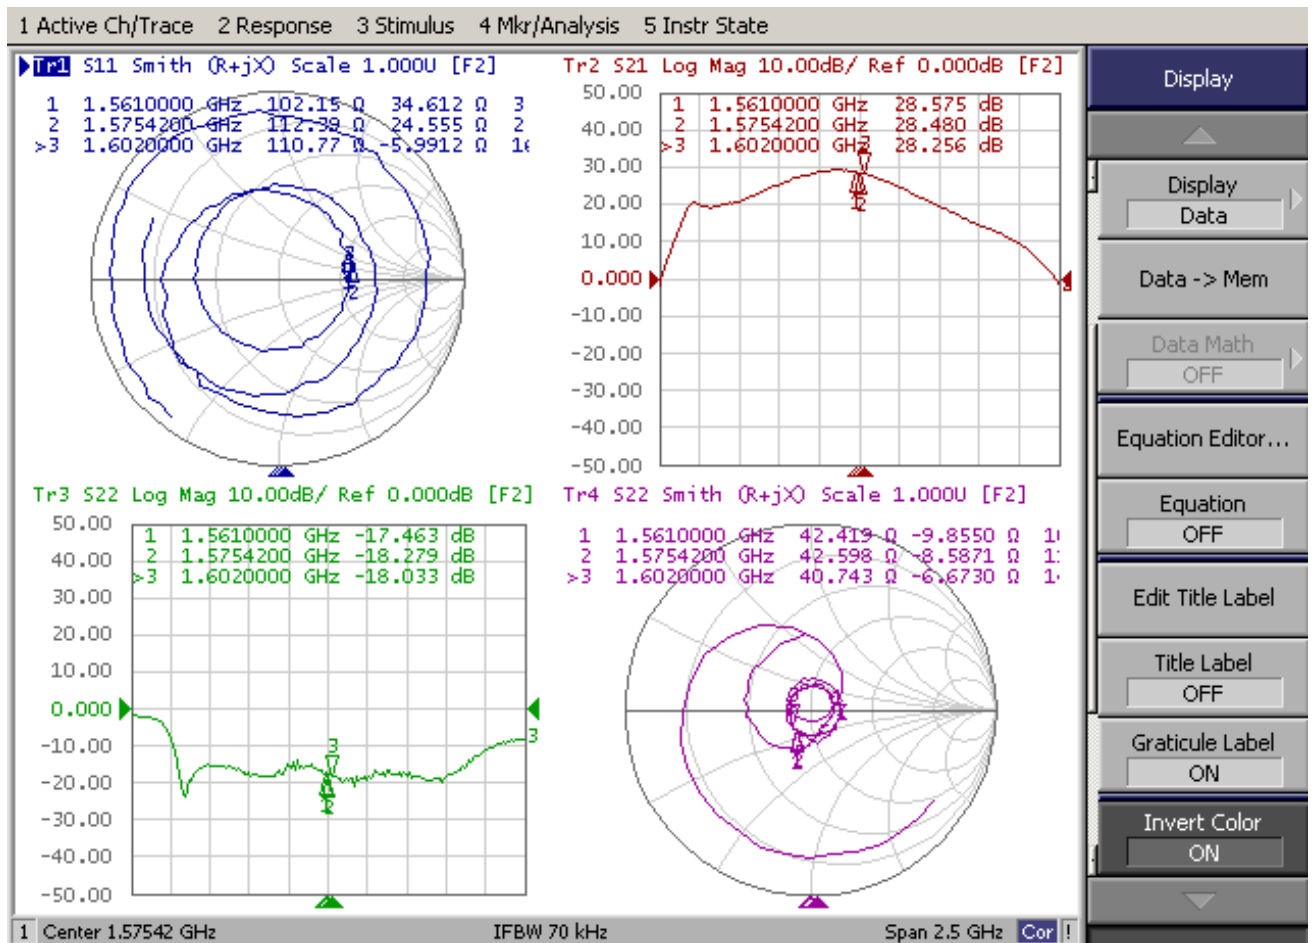 1 Active Ch/Trace 2 Response 3 Stimulus 4 Mkr/Analysis 5 Instr State
Tr1 S11 Smith (R+jX) Scale 1.000U [F2]
1 1.5610000 GHz 102.15 Ω 34.612 Ω 3
2 1.5754200 GHz 112.39 Ω 24.555 Ω 2
>3 1.6020000 GHz 110.77 Ω -5.9912 Ω
Tr2 S21 Log Mag 10.00dB/ Ref 0.000dB [F2]
1 1.5610000 GHz 28.575 dB
2 1.5754200 GHz 28.480 dB
>3 1.6020000 GHz 28.256 dB
50.00
40.00
30.00
20.00
10.00
0.000
-10.00
-20.00
-30.00
-40.00
-50.00
Tr3 S22 Log Mag 10.00dB/ Ref 0.000dB [F2]
1 1.5610000 GHz -17.463 dB
2 1.5754200 GHz -18.279 dB
>3 1.6020000 GHz -18.033 dB
50.00
40.00
30.00
20.00
10.00
0.000
-10.00
-20.00
-30.00
-40.00
-50.00
3
3
Tr4 S22 Smith (R+jX) Scale 1.000U [F2]
1 1.5610000 GHz 42.419 Ω -9.8550 Ω
2 1.5754200 GHz 42.598 Ω -8.5871 Ω
>3 1.6020000 GHz 40.743 Ω -6.6730 Ω
Display
Display
Data
Data -> Mem
Data Math
OFF
Equation Editor...
Equation
OFF
Edit Title Label
Title Label
OFF
Graticule Label
ON
Invert Color
ON
1 Center 1.57542 GHz IFBW 70 kHz Span 2.5 GHz Cor !